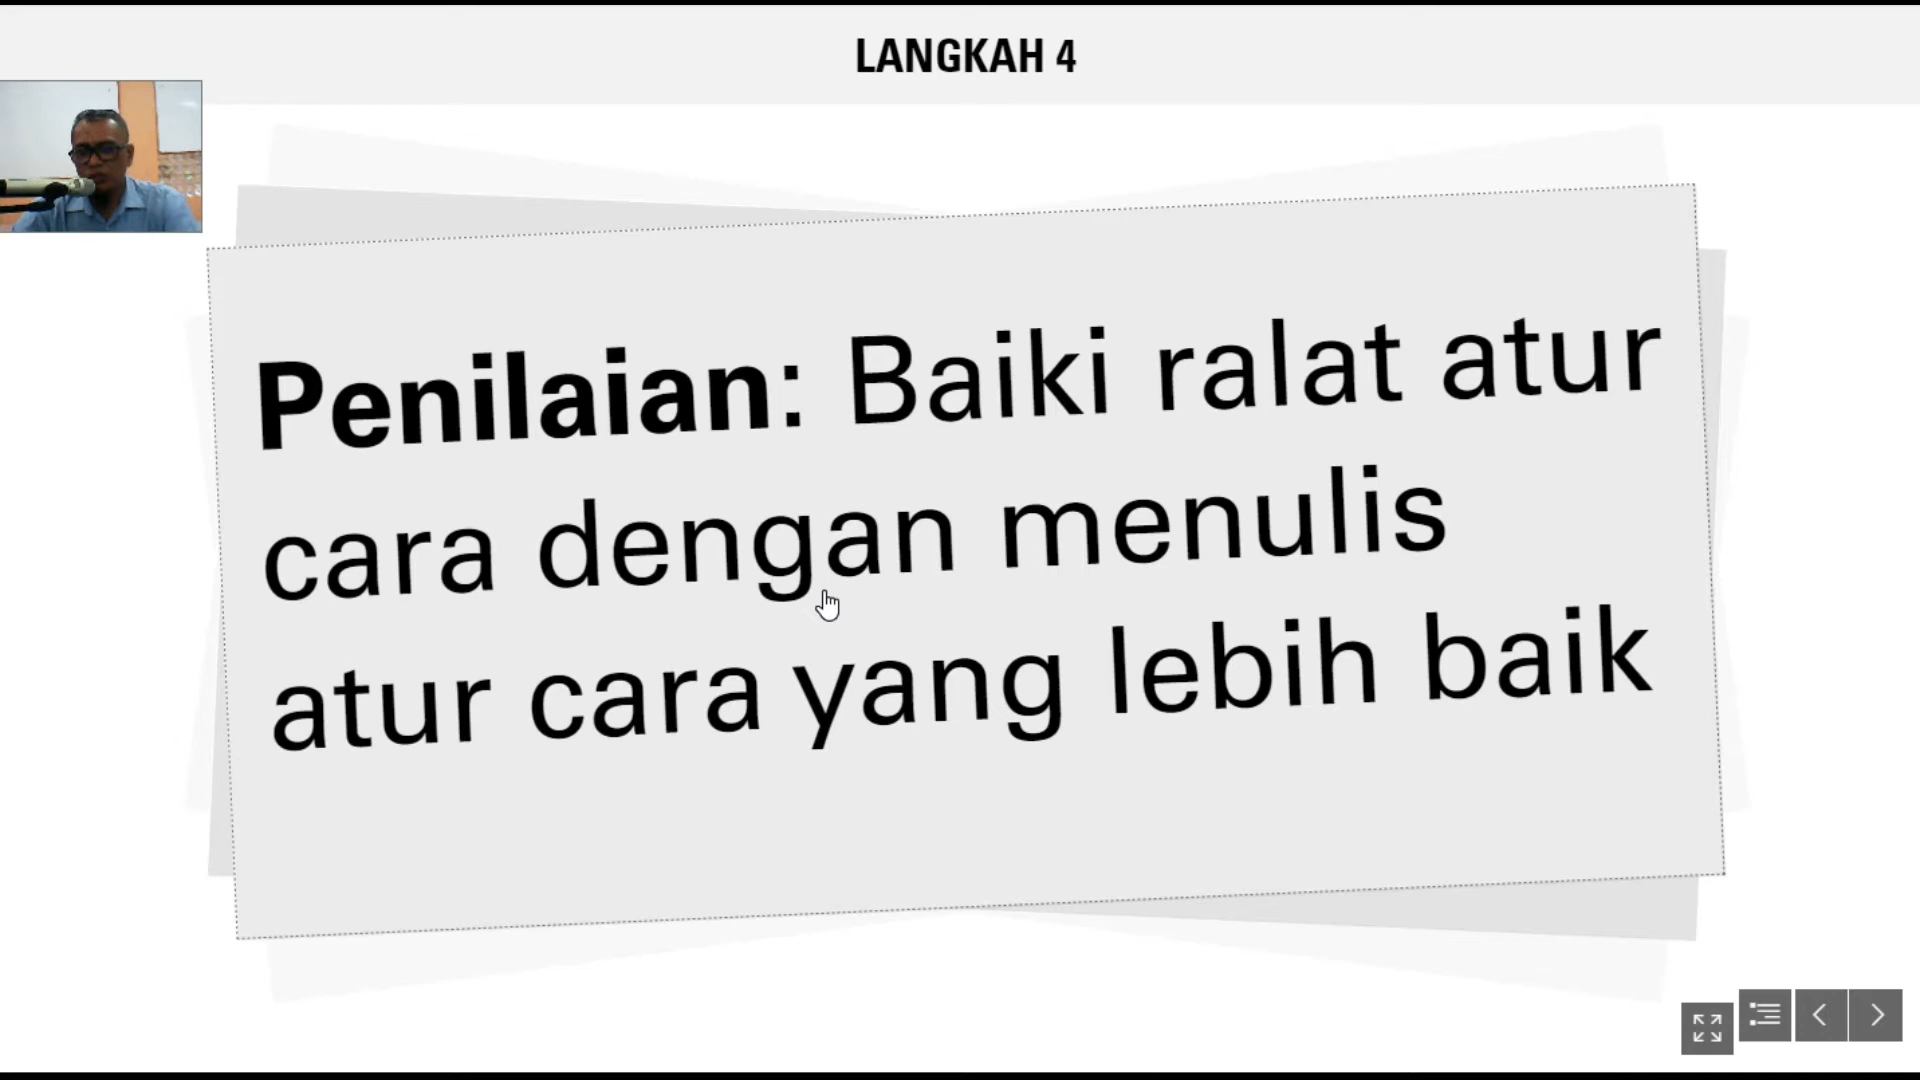 LANGKAH 4
Penilaian: Baiki ralat atur
cara dengan menulis
atur cara yang lebih baik